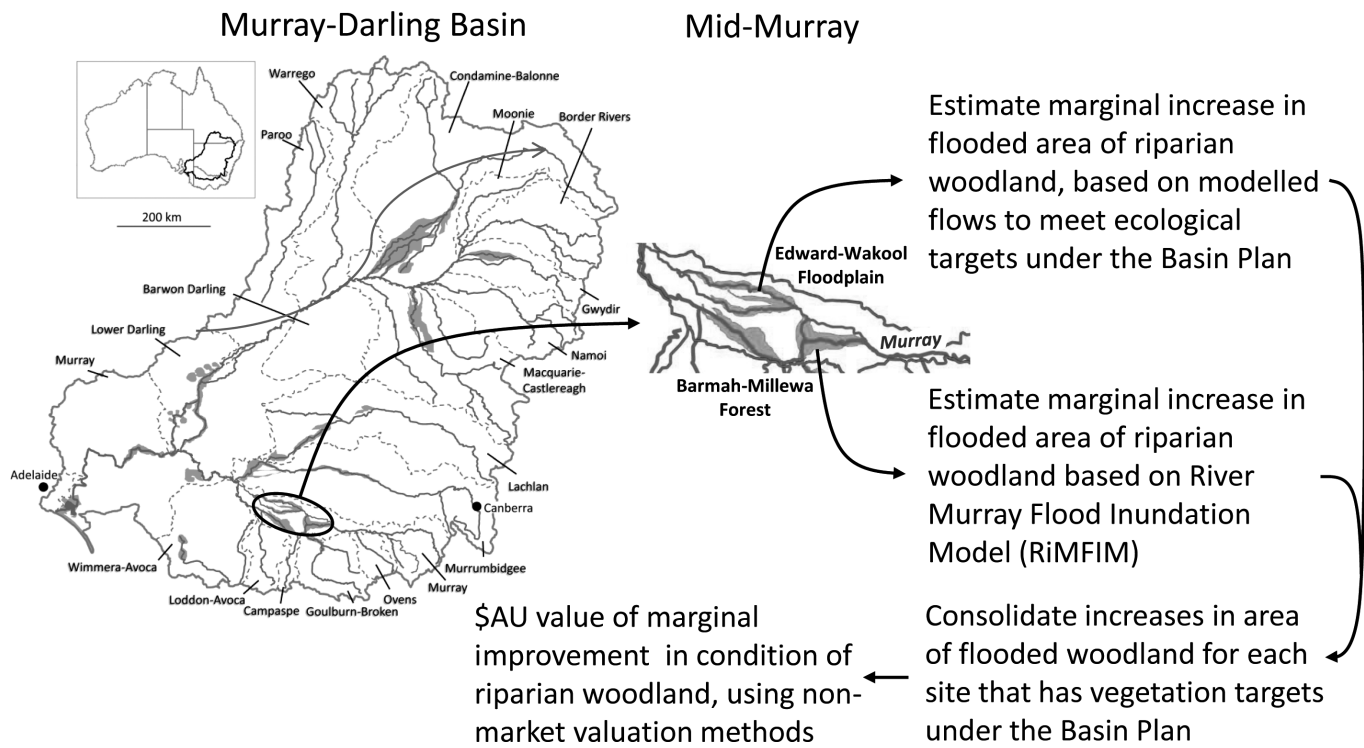 Murray-Darling Basin
Mid-Murray
Warrego
Condamine-Balonne
Moonie
Border Rivers
Paroo
200 km
Barwon Darling
Lower Darling
Murray
Gwydir
Namoi
Macquarie-
Castlereagh
Adelaide
Lachlan
Canberra
Wimmera-Avoca
Murrumbidgee
Murray
Loddon-Avoca
Ovens
Campaspe
Goulburn-Broken
Edward-Wakool
Floodplain
Murray
Barmah-Millewa
Forest
Estimate marginal increase in
flooded area of riparian
woodland, based on modelled
flows to meet ecological
targets under the Basin Plan
Estimate marginal increase in
flooded area of riparian
woodland based on River
Murray Flood Inundation
Model (RiMFIM)
Consolidate increases in area
of flooded woodland for each
site that has vegetation targets
under the Basin Plan
$AU value of marginal
improvement in condition of
riparian woodland, using non-
market valuation methods